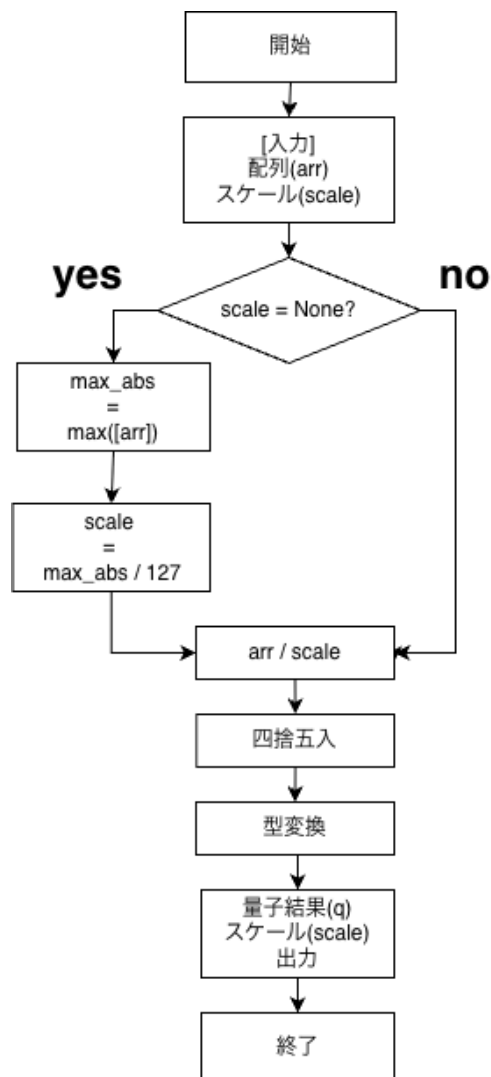 開始
[入力]
配列(arr)
スケール(scale)
scale = None?
yes
no
max_abs
=
max([arr])
scale
=
max_abs / 127
arr / scale
四捨五入
型変換
量子結果(q)
スケール(scale)
出力
終了